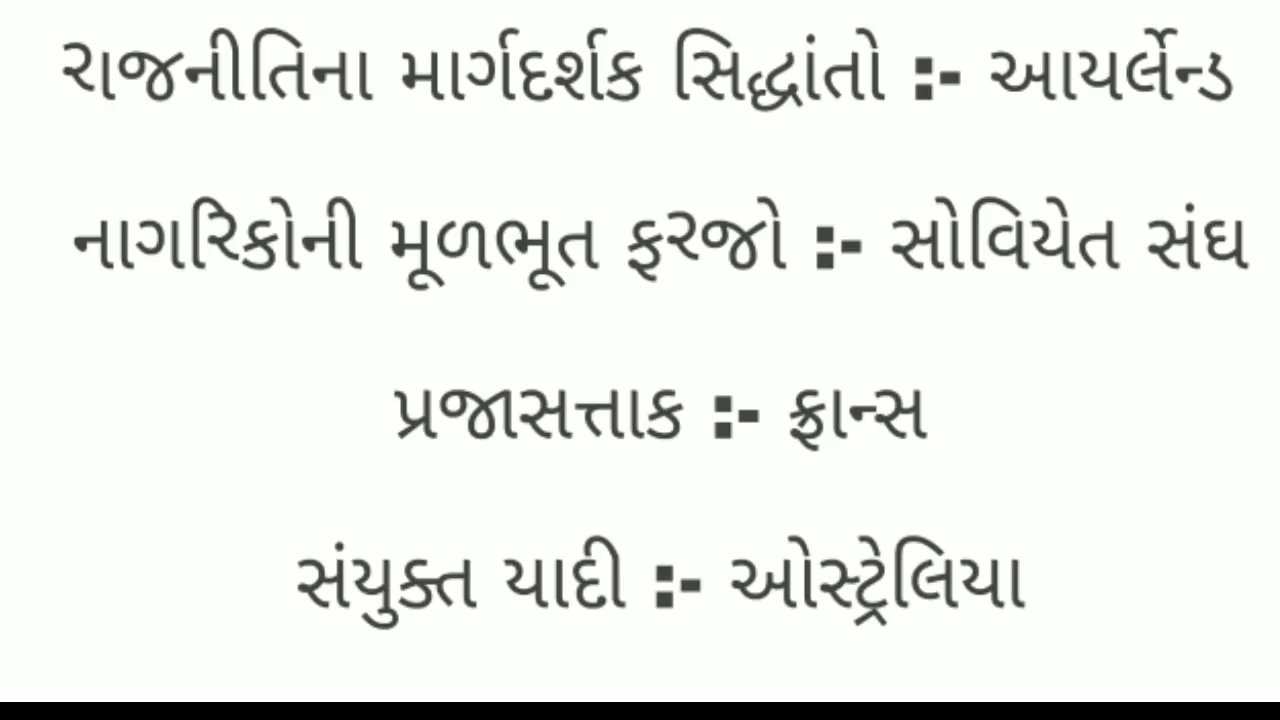 રાજનીતિના માર્ગદર્શક સિદ્ધાંતો :- આયર્લેન્ડ
નાગરિકોની મૂળભૂત ફરજો :- સોવિયેત સંઘ
પ્રજાસત્તાક :- ફ્રાન્સ
સંયુક્ત યાદી :- ઓસ્ટ્રેલિયા